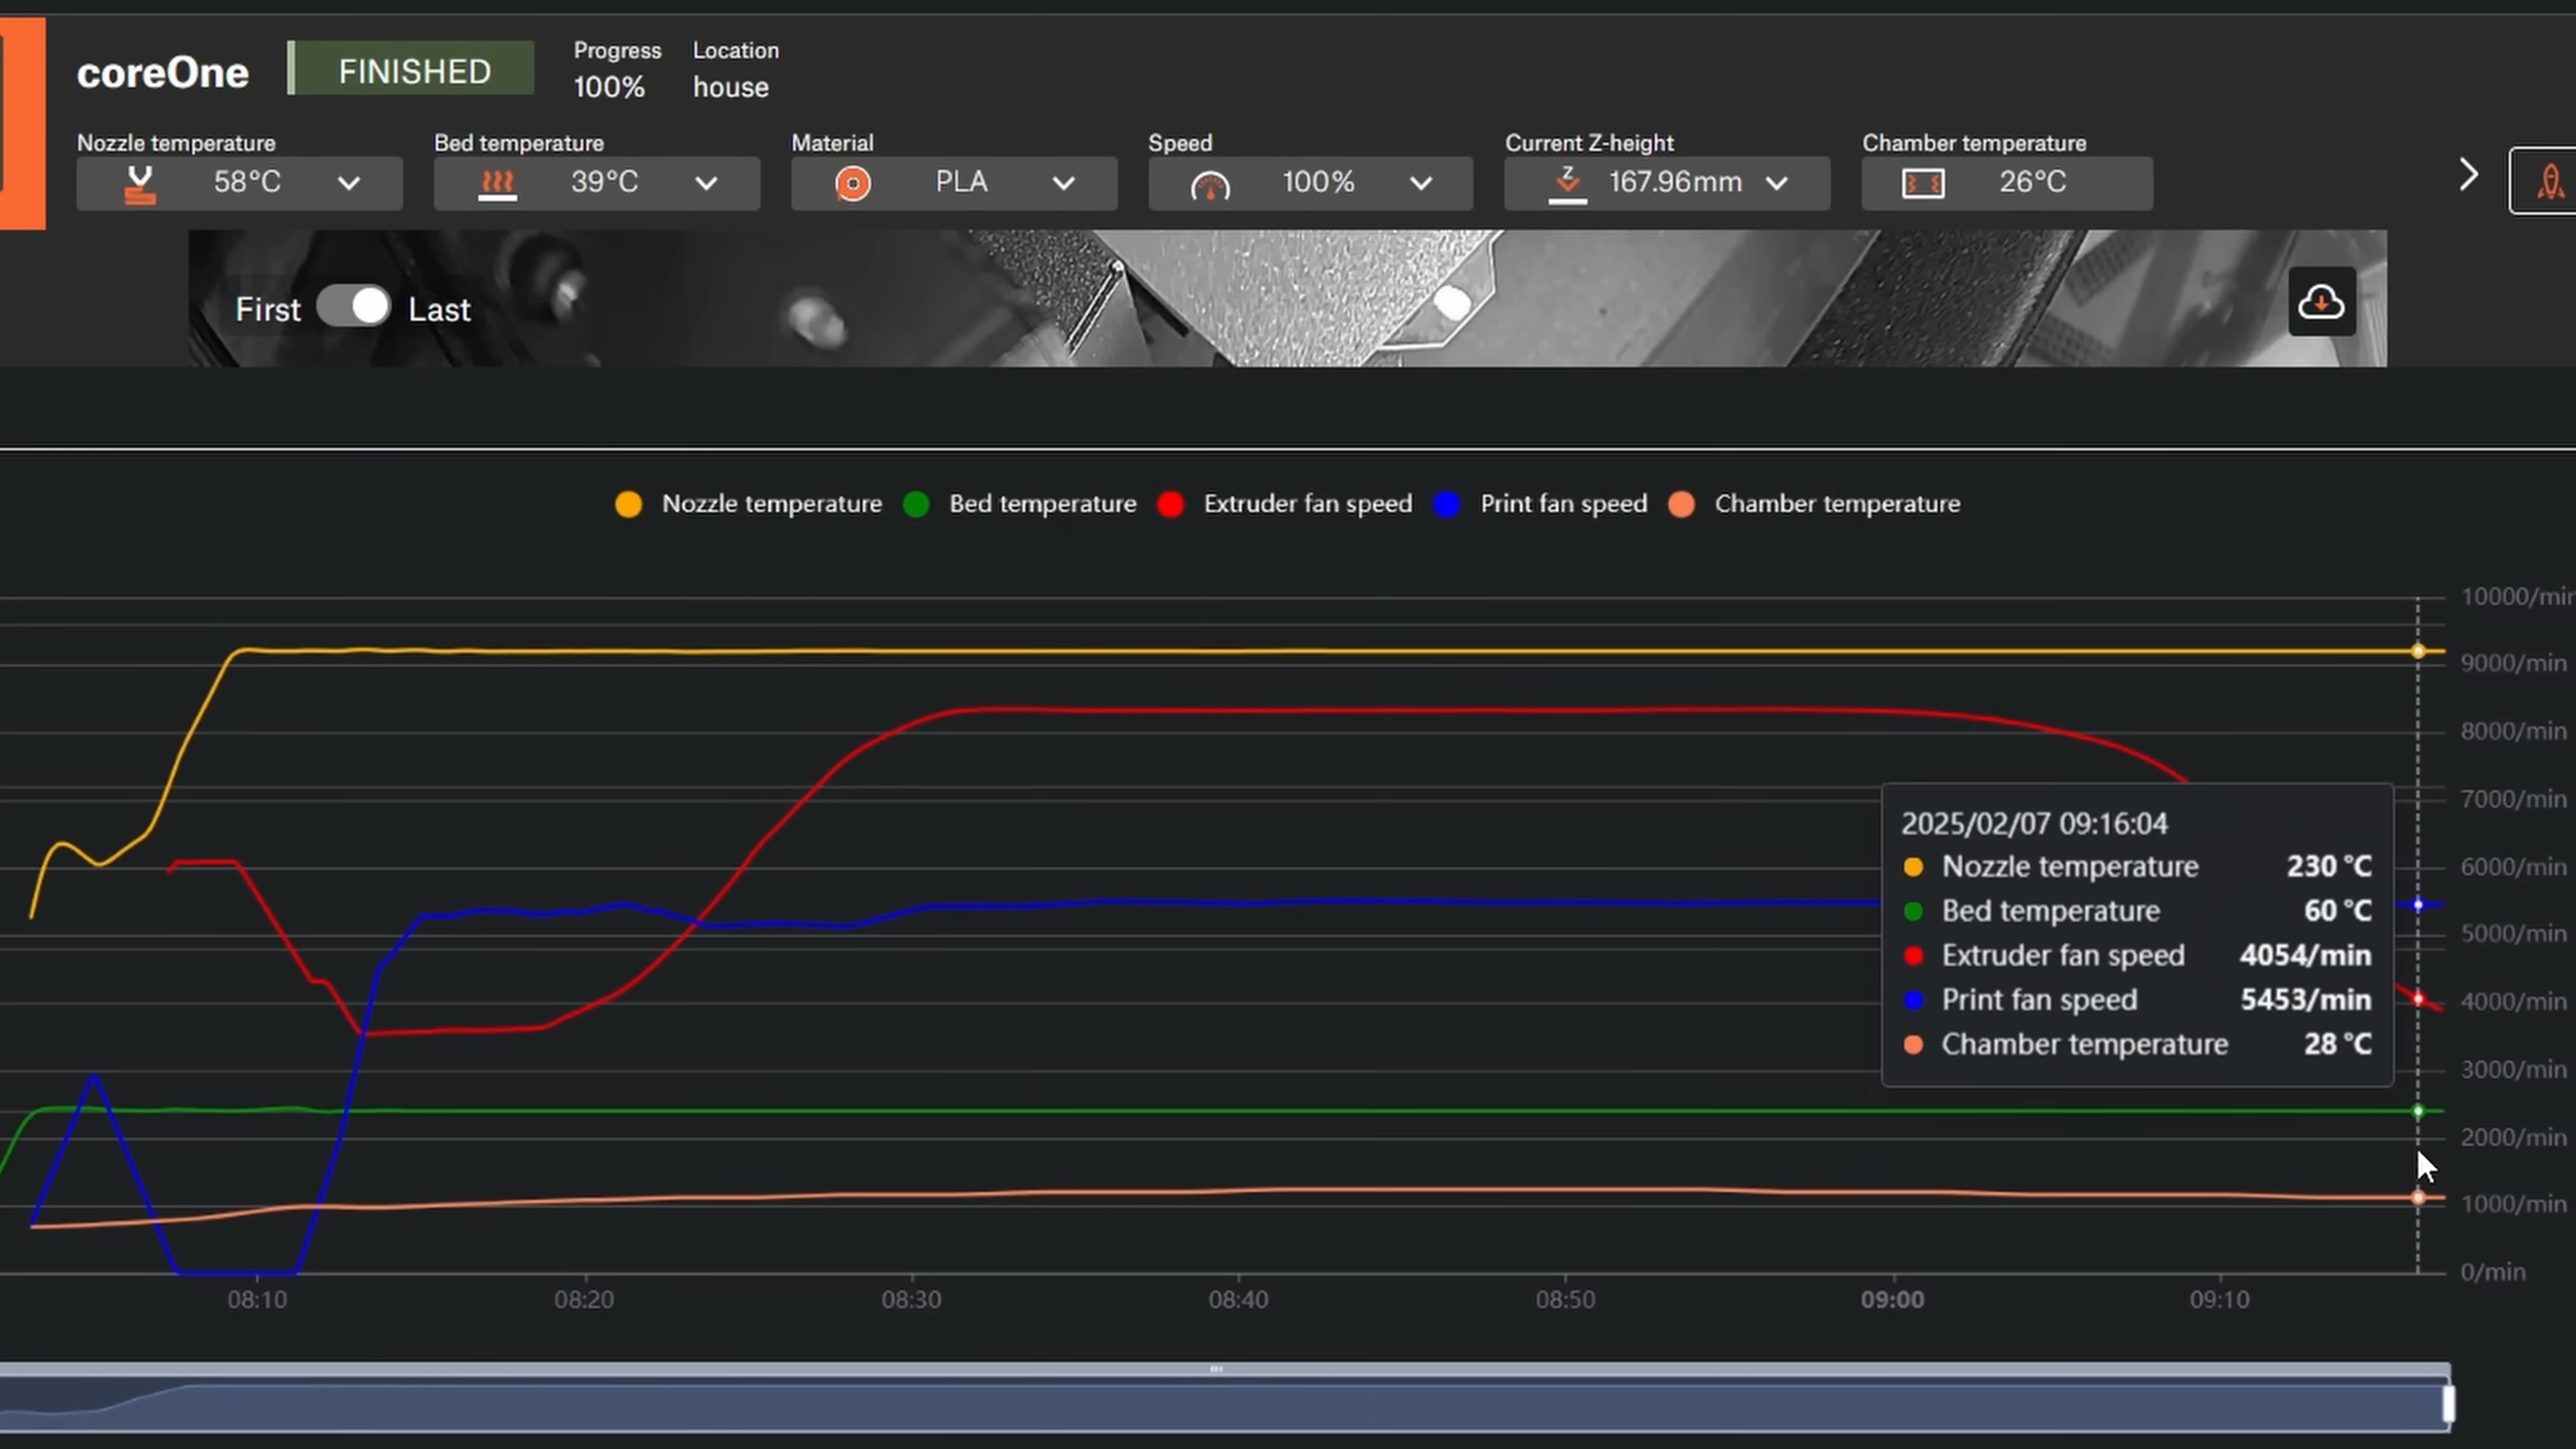 coreOne
FINISHED
Progress
100%
Location
house
Nozzle temperature
58°C
Bed temperature
39°C
Material
PLA
Speed
100%
Current Z-height
Z
167.96mm
Chamber temperature
26°C
First
Last
Nozzle temperature
Bed temperature
Extruder fan speed
Print fan speed
Chamber temperature
10000/min
9000/min
8000/min
7000/min
6000/min
5000/min
4000/min
3000/min
2000/min
1000/min
0/min
2025/02/07 09:16:04
Nozzle temperature 230 °C
Bed temperature 60 °C
Extruder fan speed 4054/min
Print fan speed 5453/min
Chamber temperature 28 °C
08:10
08:20
08:30
08:40
08:50
09:00
09:10